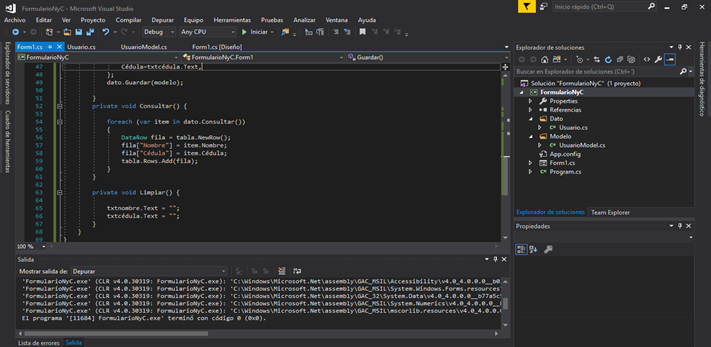 FormularioNyC - Microsoft Visual Studio
Inicio rápido (Ctrl+Q)
Archivo Editar Ver Proyecto Compilar Depurar Equipo Herramientas Pruebas Analizar Ventana Ayuda
Debug Any CPU Iniciar
Form1.cs Usuario.cs UsuarioModel.cs Form1.cs [Diseño]
FormularioNyC FormularioNyC.Form1 Guardar()
47 Cédula=txtcédula.Text,
48 };
49 dato.Guardar(modelo);
50
51 }
52 private void Consultar() {
53
54 foreach (var item in dato.Consultar())
55 {
56 DataRow fila = tabla.NewRow();
57 fila["Nombre"] = item.Nombre;
58 fila["Cédula"] = item.Cédula;
59 tabla.Rows.Add(fila);
60 }
61 }
62
63 private void Limpiar() {
64
65 txtnombre.Text = "";
66 txtcédula.Text = "";
67 }
68 }
69 }
100 %
Explorador de servidores
Cuadro de herramientas
Salida
Mostrar salida de: Depurar
'FormularioNyC.exe' (CLR v4.0.30319: FormularioNyC.exe): 'C:\Windows\Microsoft.Net\assembly\GAC_MSIL\Accessibility\v4.0_4.0.0.0__b0
'FormularioNyC.exe' (CLR v4.0.30319: FormularioNyC.exe): 'C:\Windows\Microsoft.Net\assembly\GAC_MSIL\System.Windows.Forms.resources
'FormularioNyC.exe' (CLR v4.0.30319: FormularioNyC.exe): 'C:\Windows\Microsoft.Net\assembly\GAC_32\System.Data\v4.0_4.0.0.0__b77a5c
'FormularioNyC.exe' (CLR v4.0.30319: FormularioNyC.exe): 'C:\Windows\Microsoft.Net\assembly\GAC_MSIL\System.Numerics\v4.0_4.0.0.0__
'FormularioNyC.exe' (CLR v4.0.30319: FormularioNyC.exe): 'C:\Windows\Microsoft.Net\assembly\GAC_MSIL\mscorlib.resources\v4.0_4.0.0.
El programa '[11684] FormularioNyC.exe' terminó con código 0 (0x0).
Lista de errores Salida
Explorador de soluciones
Buscar en Explorador de soluciones (Ctrl+´)
Solución "FormularioNyC" (1 proyecto)
FormularioNyC
Properties
Referencias
Dato
Usuario.cs
Modelo
UsuarioModel.cs
App.config
Form1.cs
Program.cs
Explorador de soluciones Team Explorer
Propiedades
Herramientas de diagnóstico